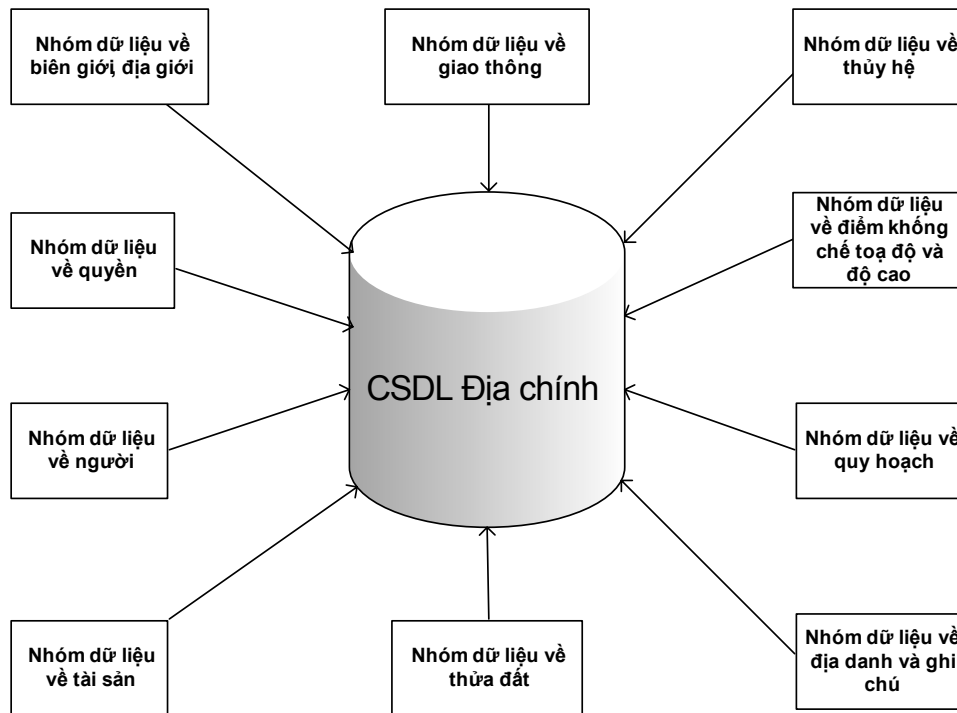 Nhóm dữ liệu về
biên giới, địa giới
Nhóm dữ liệu về
giao thông
Nhóm dữ liệu về
thủy hệ
Nhóm dữ liệu
về quyền
Nhóm dữ liệu
về điểm khống
chế toạ độ và
độ cao
CSDL Địa chính
Nhóm dữ liệu
về người
Nhóm dữ liệu về
quy hoạch
Nhóm dữ liệu
về tài sản
Nhóm dữ liệu về
thửa đất
Nhóm dữ liệu về
địa danh và ghi
chú